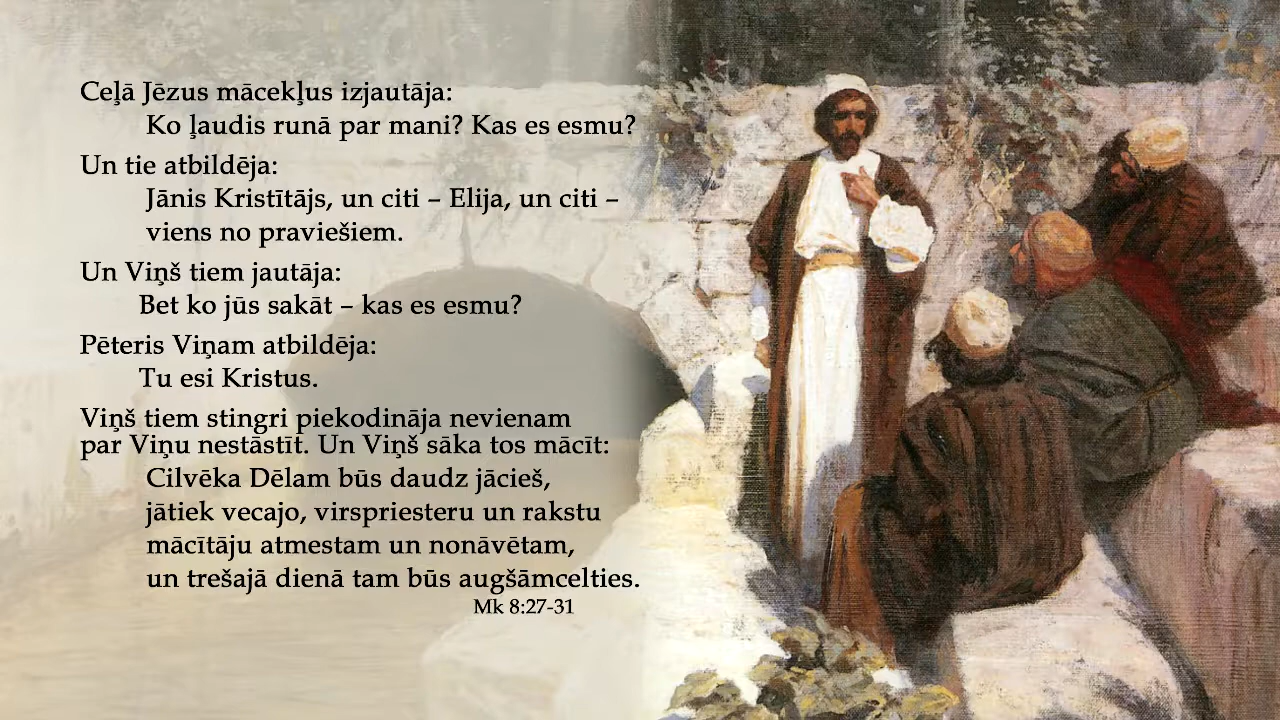 Ceļā Jēzus mācekļus izjautāja:
Ko ļaudis runā par mani? Kas es esmu?
Un tie atbildēja:
Jānis Kristītājs, un citi – Elija, un citi –
viens no praviešiem.
Un Viņš tiem jautāja:
Bet ko jūs sakāt – kas es esmu?
Pēteris Viņam atbildēja:
Tu esi Kristus.
Viņš tiem stingri piekodināja nevienam
par Viņu nestāstīt. Un Viņš sāka tos mācīt:
Cilvēka Dēlam būs daudz jācieš,
jātiek vecajo, virspriesteru un rakstu
mācītāju atmestam un nonāvētam,
un trešajā dienā tam būs augšāmcelties.
Mk 8:27-31